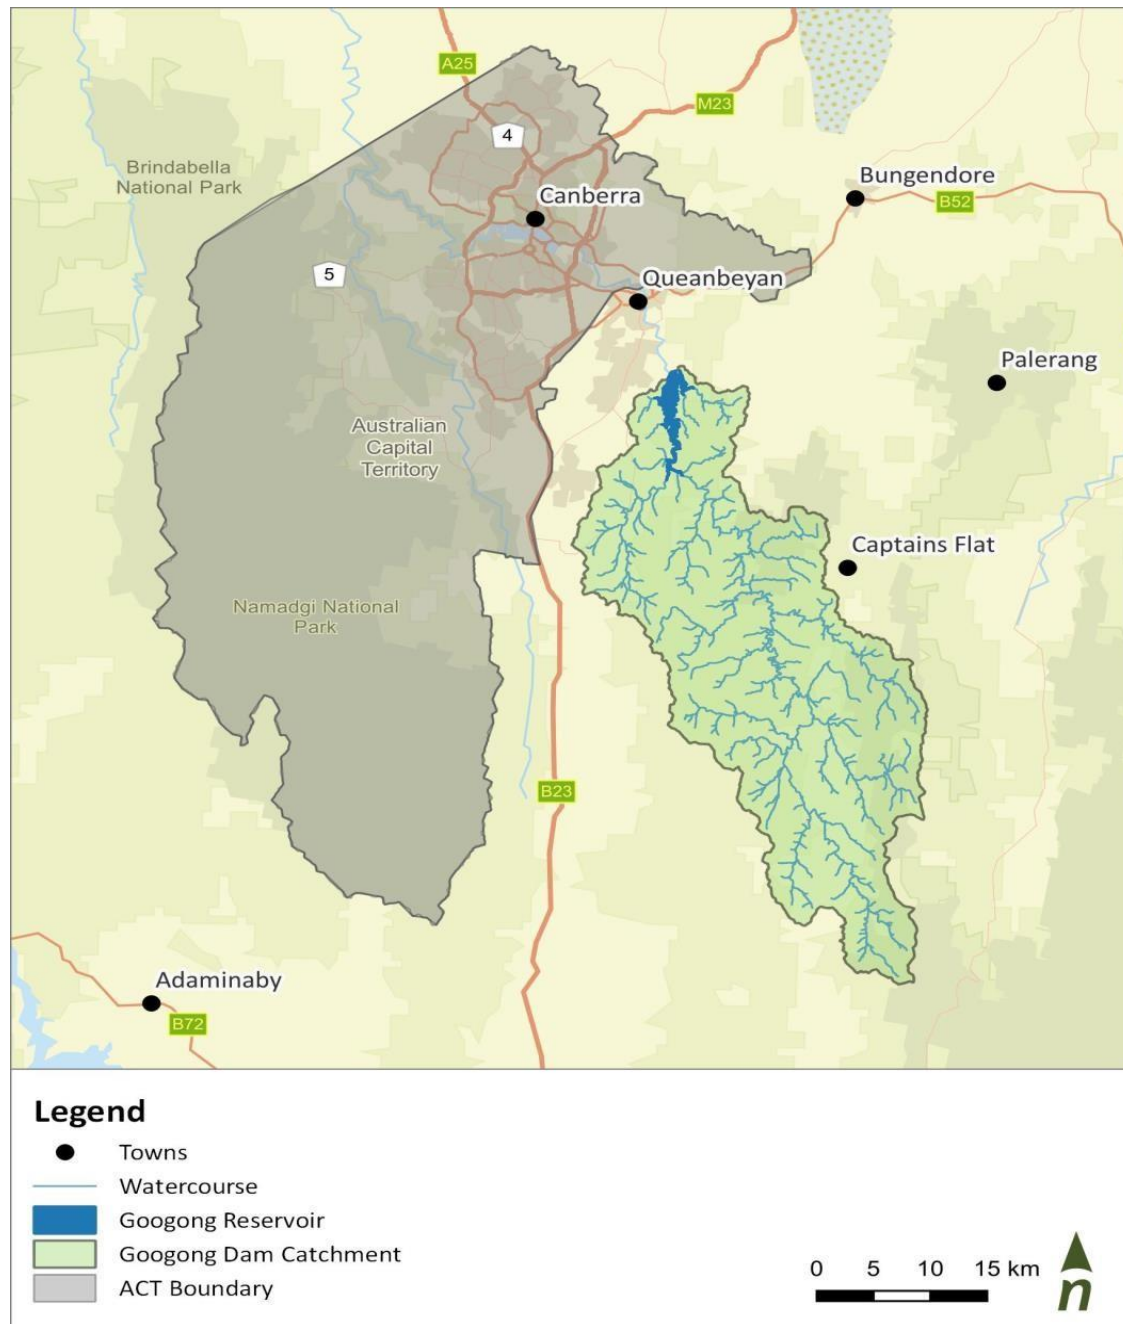 A25
M23
4
Brindabella
National Park
Bungendore
Canberra
B52
5
Queanbeyan
Palerang
Australian
Capital
Territory
Captains Flat
Namadgi National
Park
B23
Adaminaby
B72
Legend
Towns
Watercourse
Googong Reservoir
Googong Dam Catchment
ACT Boundary
0 5 10 15 km
n